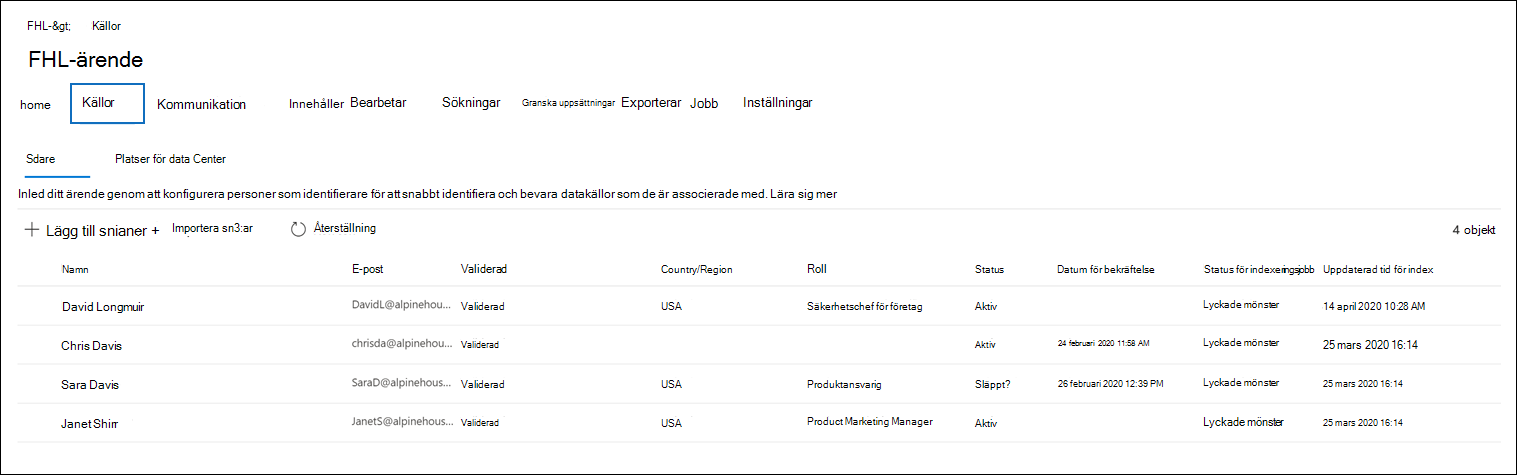 FHL-&gt; Källor
FHL-ärende
home Källor Kommunikation Innehåller Bearbetar Sökningar Granska uppsättningar Exporterar Jobb Inställningar
Sdare Platser för data Center
Inled ditt ärende genom att konfigurera personer som identifierare för att snabbt identifiera och bevara datakällor som de är associerade med. Lära sig mer
+ Lägg till snianer + Importera sn3:ar Återställning 4 objekt
Namn E-post Validerad Country/Region Roll Status Datum för bekräftelse Status för indexeringsjobb Uppdaterad tid för index
David Longmuir DavidL@alpinehou... Validerad USA Säkerhetschef för företag Aktiv Lyckade mönster 14 april 2020 10:28 AM
Chris Davis chrisda@alpinehou... Validerad Aktiv 24 februari 2020 11:58 AM Lyckade mönster 25 mars 2020 16:14
Sara Davis SaraD@alpinehous... Validerad USA Produktansvarig Släppt? 26 februari 2020 12:39 PM Lyckade mönster 25 mars 2020 16:14
Janet Shirr JanetS@alpinehous... Validerad USA Product Marketing Manager Aktiv Lyckade mönster 25 mars 2020 16:14